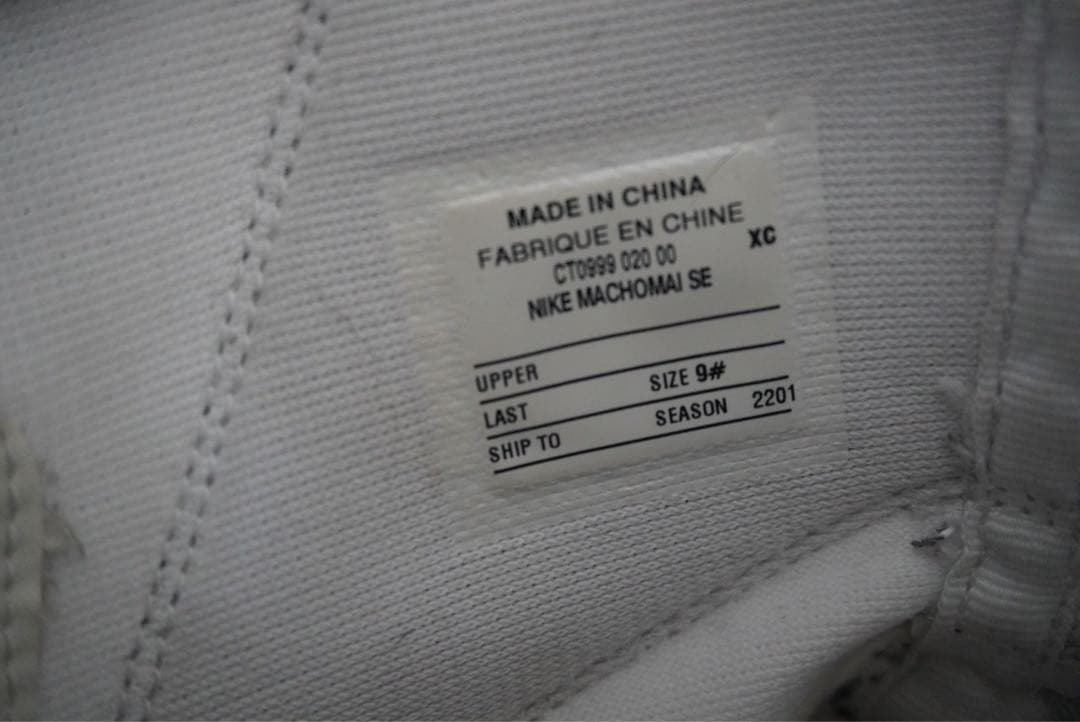 MADE IN CHINA
FABRIQUE EN CHINE
XC
CT0999 020 00
NIKE MACHOMAI SE
UPPER
LAST SIZE 9#
SHIP TO SEASON 2201